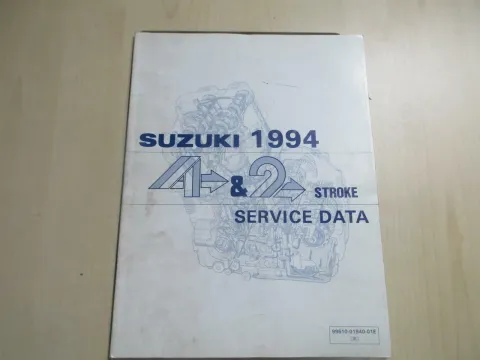 SUZUKI 1994
4 & 2 STROKE
SERVICE DATA